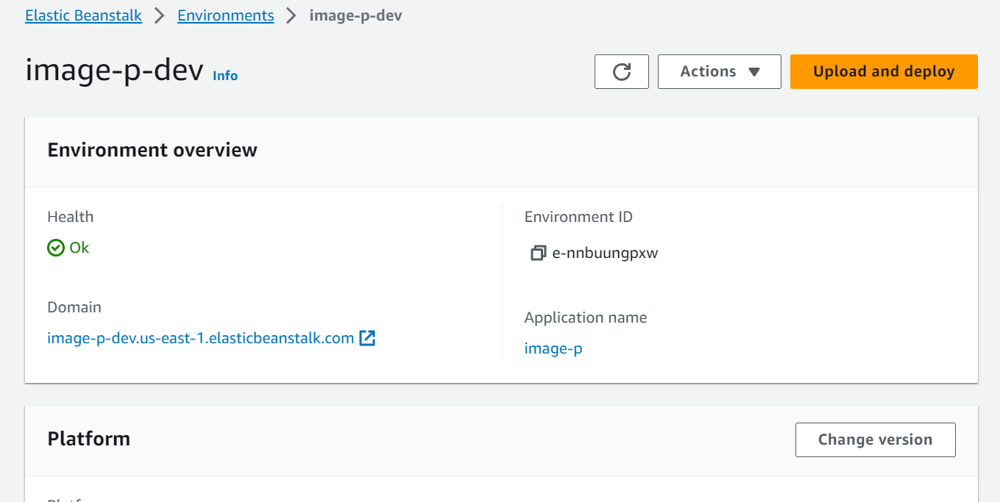 Elastic Beanstalk > Environments > image-p-dev
image-p-dev Info
Actions
Upload and deploy
Environment overview
Health
Ok
Domain
image-p-dev.us-east-1.elasticbeanstalk.com
Environment ID
e-nnbuungpxw
Application name
image-p
Platform
Change version